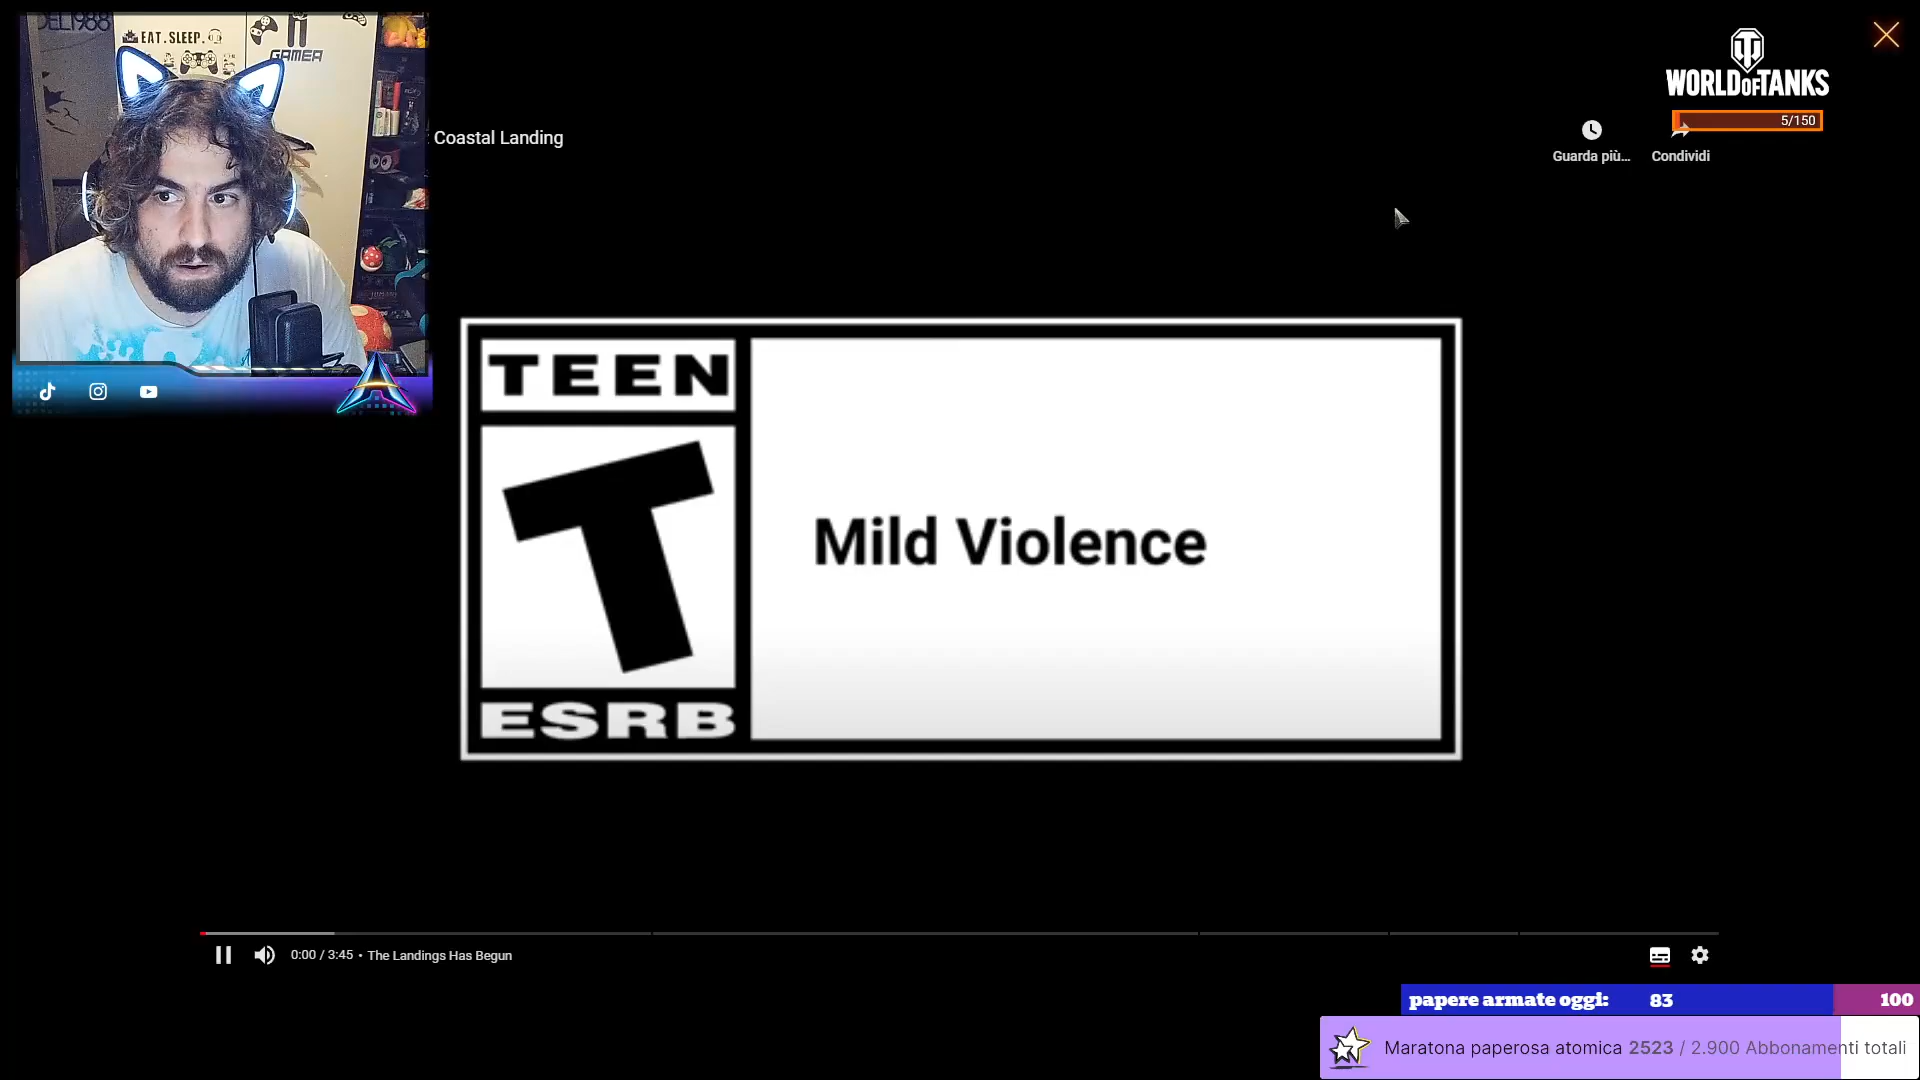 DEL1988
EAT.SLEEP.
GAMER
WORLD OF TANKS
5/150
Coastal Landing
Guarda più...
Condividi
JUMANJI
TEEN
T
ESRB
Mild Violence
0:00 / 3:45 • The Landings Has Begun
papere armate oggi: 83
100
Maratona paperosa atomica 2523 / 2.900 Abbonamenti totali